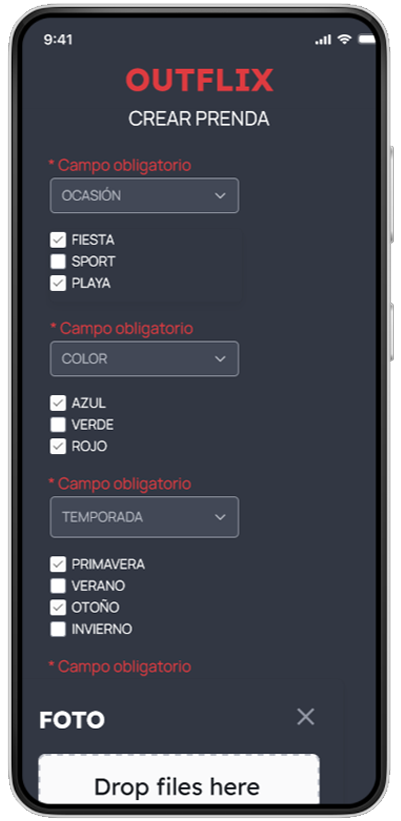 9:41
OUTFLIX
CREAR PRENDA
* Campo obligatorio
OCASIÓN
FIESTA
SPORT
PLAYA
* Campo obligatorio
COLOR
AZUL
VERDE
ROJO
* Campo obligatorio
TEMPORADA
PRIMAVERA
VERANO
OTOÑO
INVIERNO
* Campo obligatorio
FOTO
Drop files here